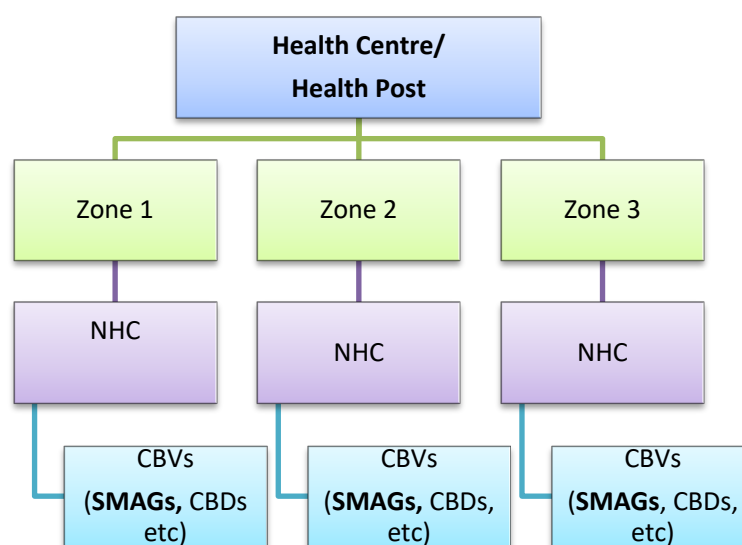 Health Centre/
Health Post
Zone 1
Zone 2
Zone 3
NHC
NHC
NHC
CBVs
(SMAGs, CBDs
etc)
CBVs
(SMAGs, CBDs,
etc)
CBVs
(SMAGs, CBDs,
etc)